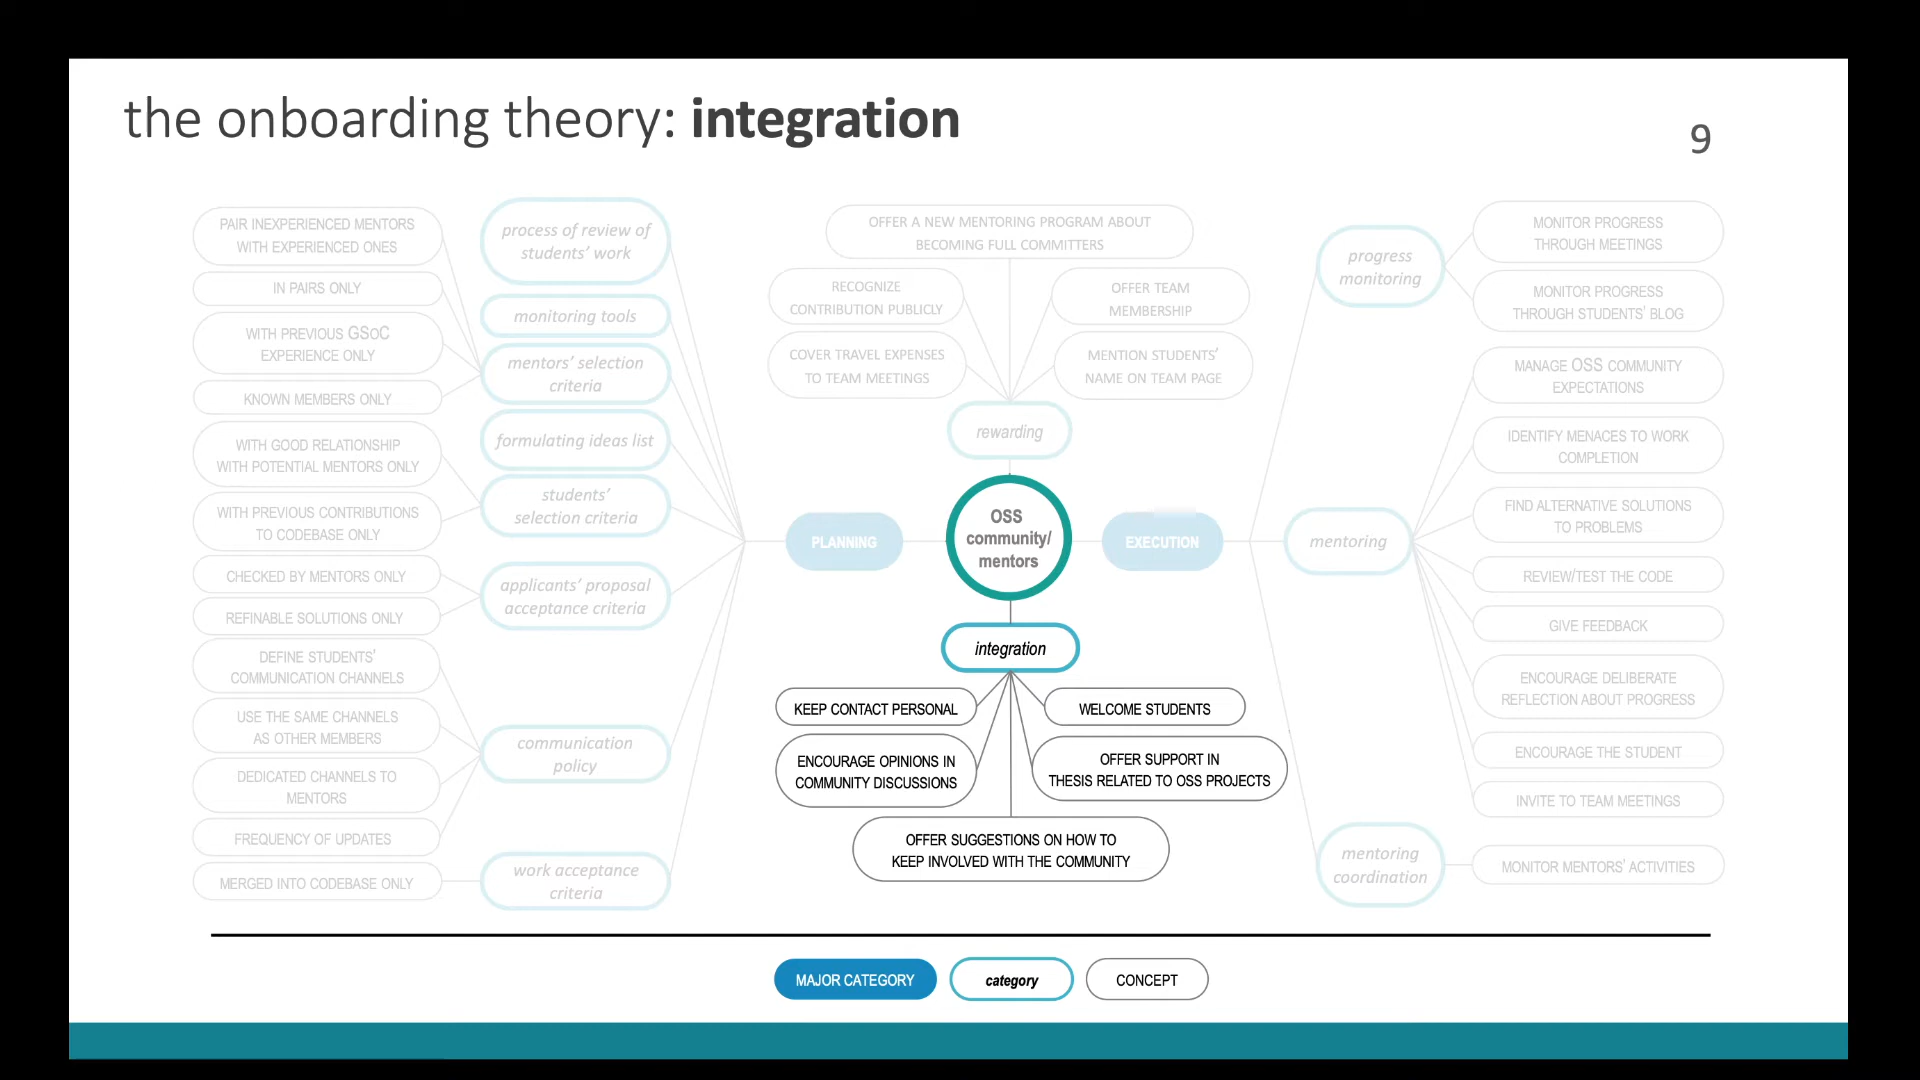 the onboarding theory: integration
9
PAIR INEXPERIENCED MENTORS
WITH EXPERIENCED ONES
IN PAIRS ONLY
WITH PREVIOUS GSoC
EXPERIENCE ONLY
KNOWN MEMBERS ONLY
WITH GOOD RELATIONSHIP
WITH POTENTIAL MENTORS ONLY
WITH PREVIOUS CONTRIBUTIONS
TO CODEBASE ONLY
CHECKED BY MENTORS ONLY
REFINABLE SOLUTIONS ONLY
DEFINE STUDENTS'
COMMUNICATION CHANNELS
USE THE SAME CHANNELS
AS OTHER MEMBERS
DEDICATED CHANNELS TO
MENTORS
FREQUENCY OF UPDATES
MERGED INTO CODEBASE ONLY
process of review of
students' work
monitoring tools
mentors' selection
criteria
formulating ideas list
students'
selection criteria
applicants' proposal
acceptance criteria
communication
policy
work acceptance
criteria
PLANNING
OFFER A NEW MENTORING PROGRAM ABOUT
BECOMING FULL COMMITTERS
RECOGNIZE
CONTRIBUTION PUBLICLY
OFFER TEAM
MEMBERSHIP
COVER TRAVEL EXPENSES
TO TEAM MEETINGS
MENTION STUDENTS'
NAME ON TEAM PAGE
rewarding
OSS
community/
mentors
EXECUTION
integration
KEEP CONTACT PERSONAL
WELCOME STUDENTS
ENCOURAGE OPINIONS IN
COMMUNITY DISCUSSIONS
OFFER SUPPORT IN
THESIS RELATED TO OSS PROJECTS
OFFER SUGGESTIONS ON HOW TO
KEEP INVOLVED WITH THE COMMUNITY
progress
monitoring
mentoring
mentoring
coordination
MONITOR PROGRESS
THROUGH MEETINGS
MONITOR PROGRESS
THROUGH STUDENTS' BLOG
MANAGE OSS COMMUNITY
EXPECTATIONS
IDENTIFY MENACES TO WORK
COMPLETION
FIND ALTERNATIVE SOLUTIONS
TO PROBLEMS
REVIEW/TEST THE CODE
GIVE FEEDBACK
ENCOURAGE DELIBERATE
REFLECTION ABOUT PROGRESS
ENCOURAGE THE STUDENT
INVITE TO TEAM MEETINGS
MONITOR MENTORS' ACTIVITIES
MAJOR CATEGORY
category
CONCEPT